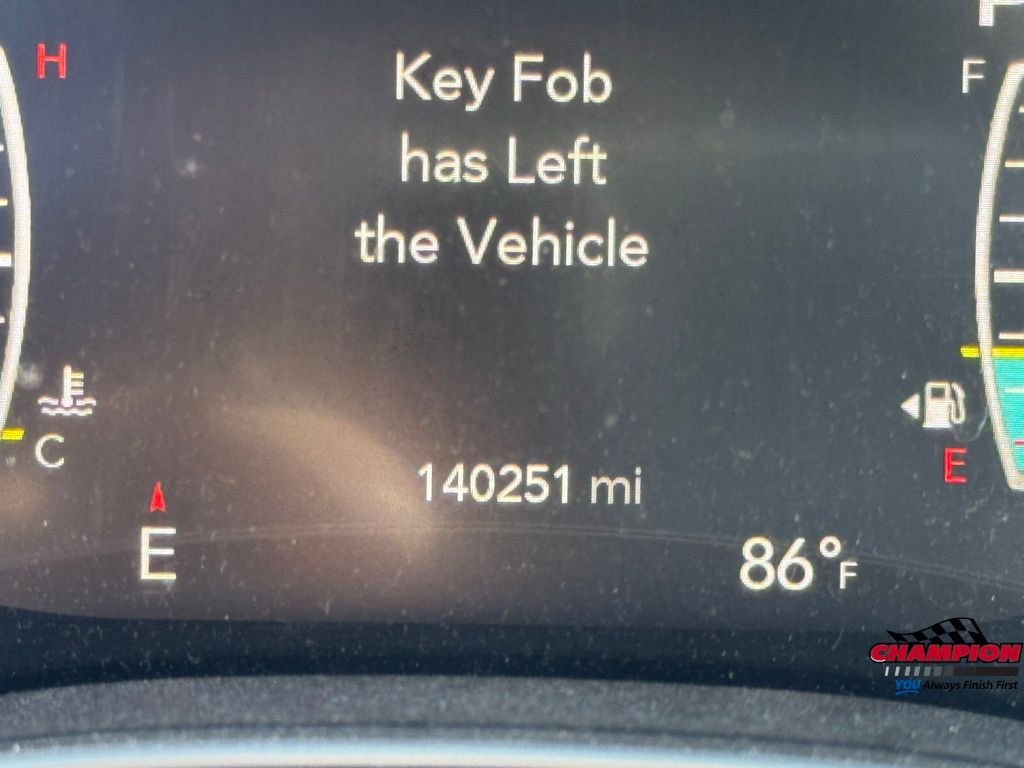 P
H
F
Key Fob
has Left
the Vehicle
C
E
140251 mi
E
86°F
CHAMPION
YOU Always Finish First